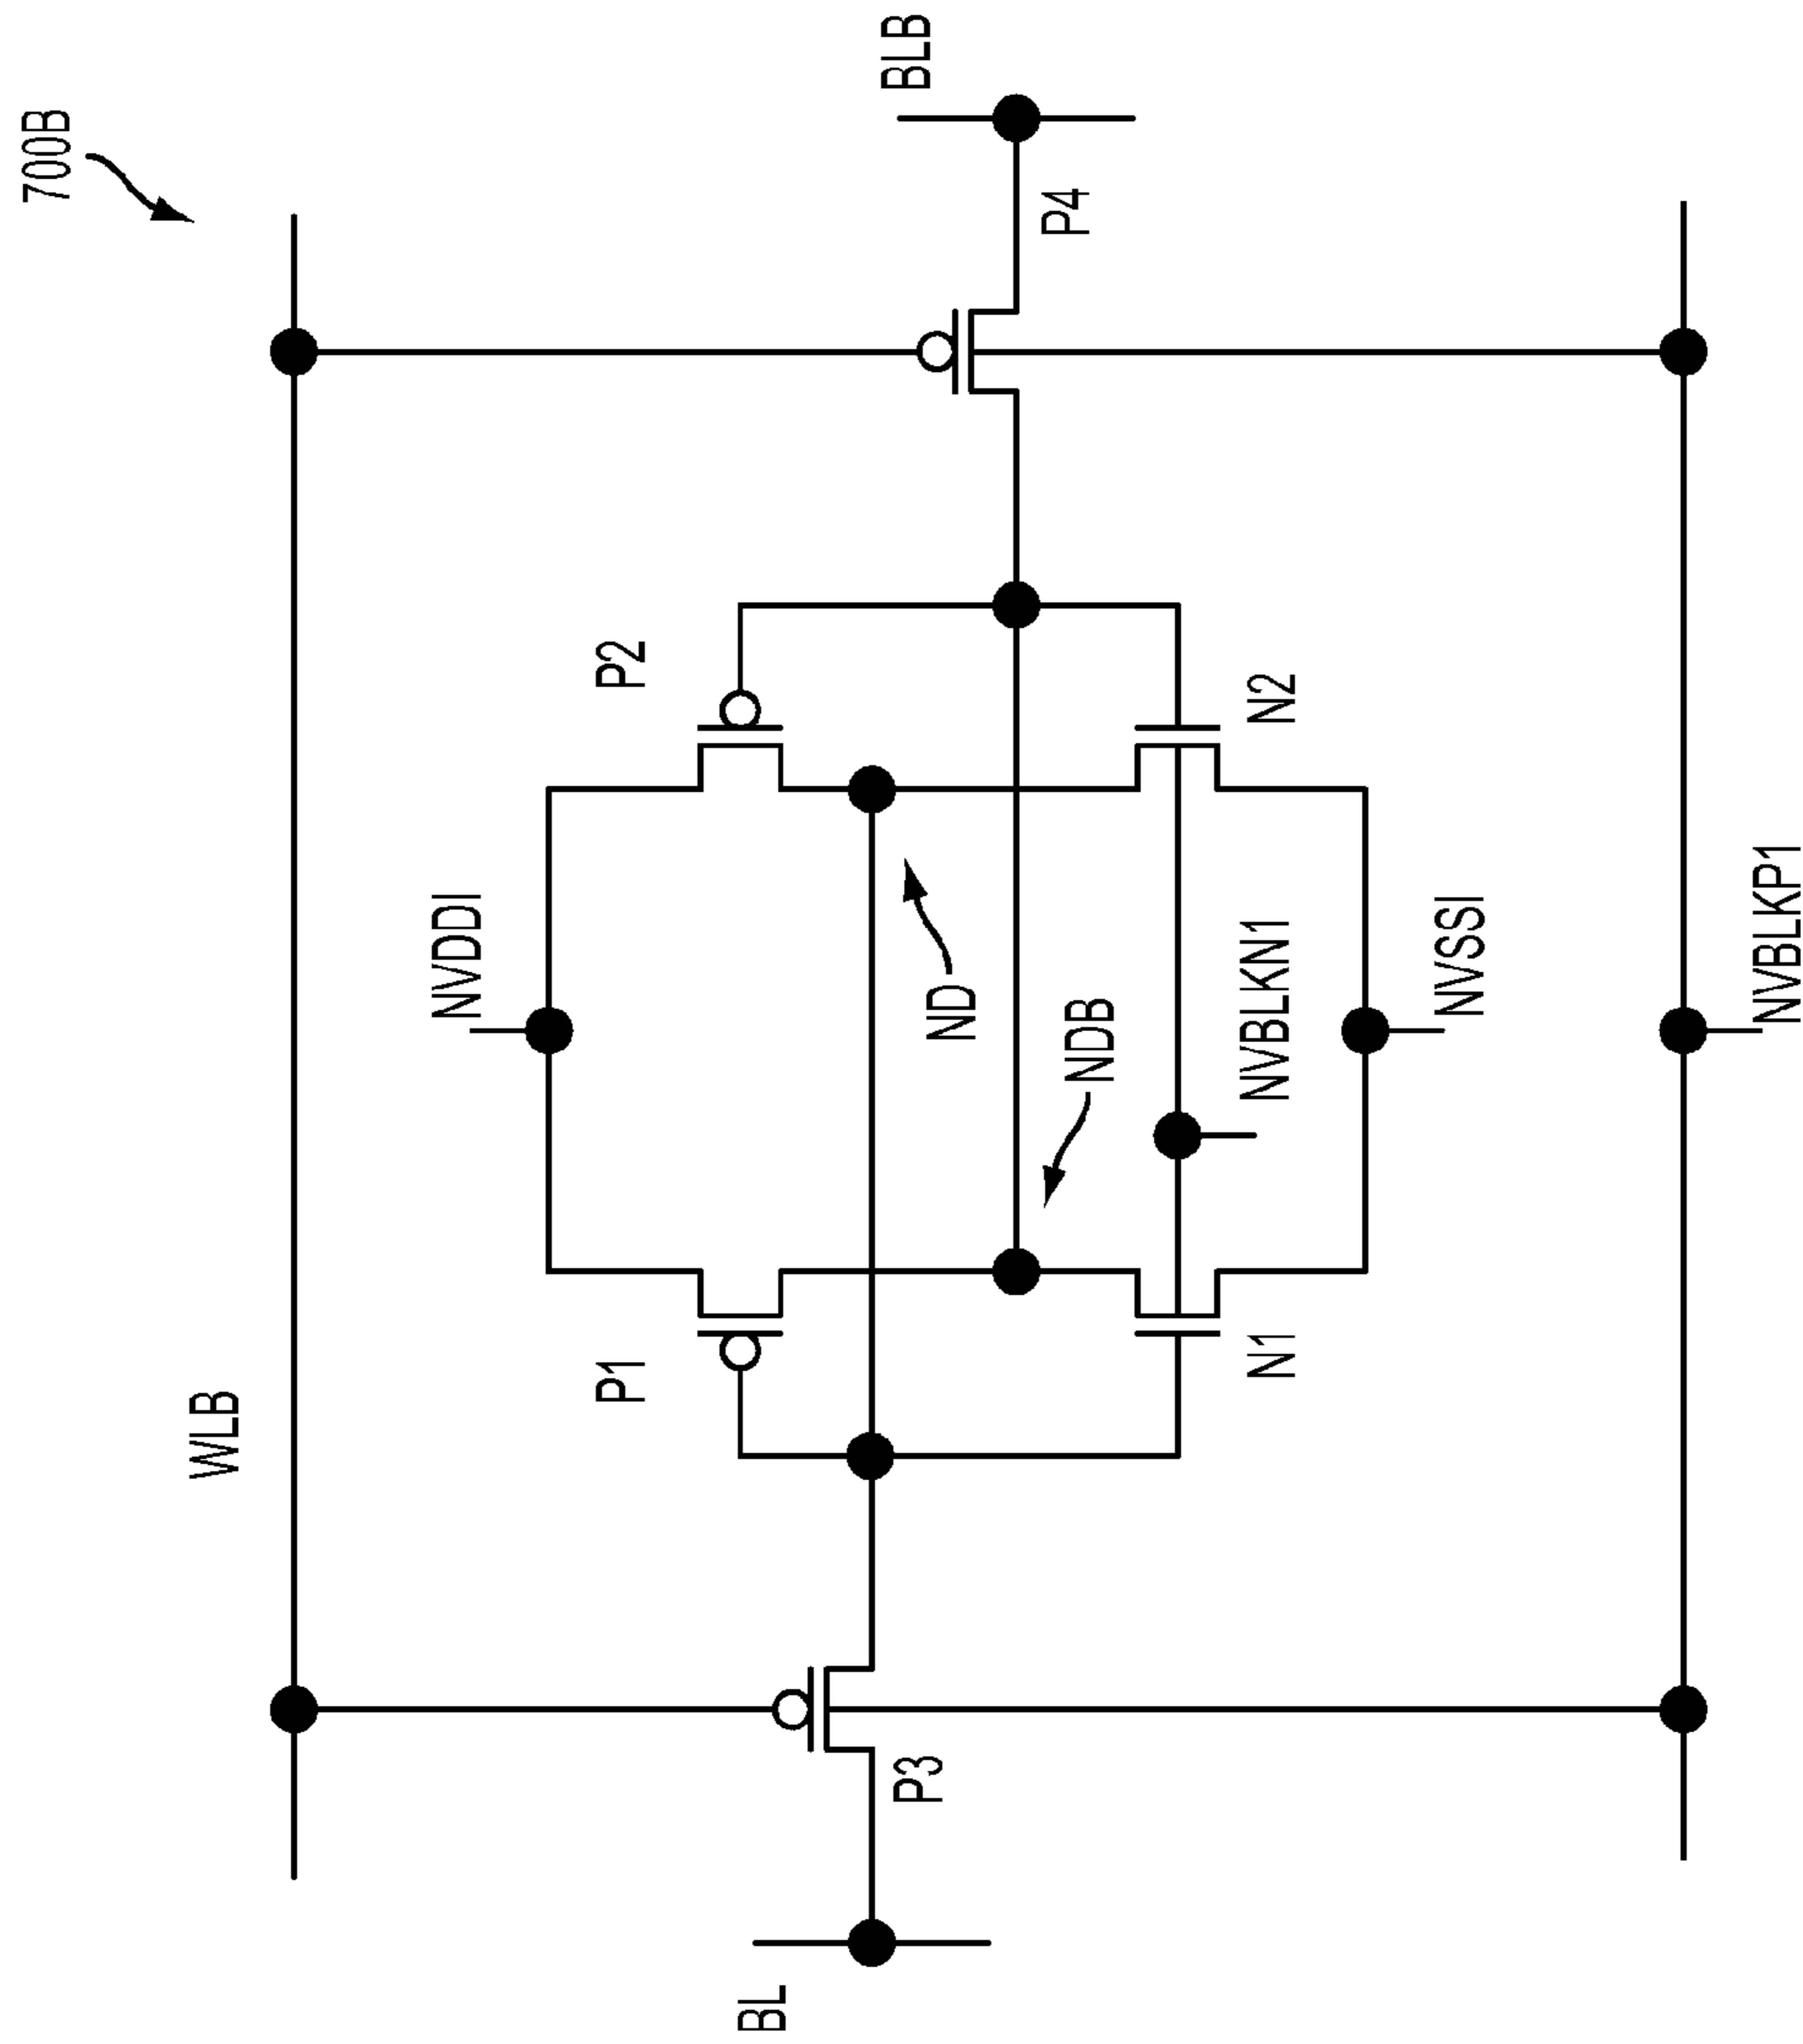 700B
WLB
NVDDI
P1
P2
BL
P3
ND
NDB
BLB
P4
N1
NVBLKN1
N2
NVSSI
NVBLKP1